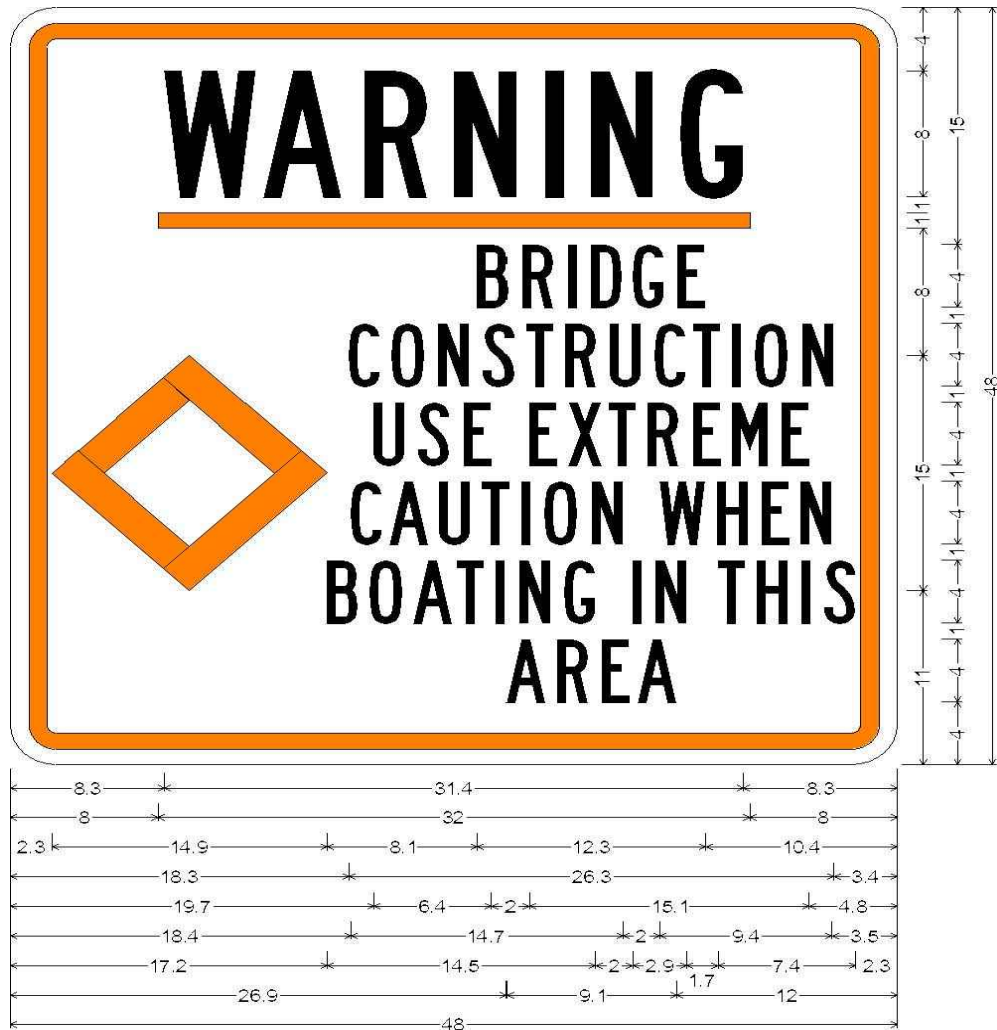 WARNING
BRIDGE
CONSTRUCTION
USE EXTREME
CAUTION WHEN
BOATING IN THIS
AREA
4
8
1
1
8
15
11
15
4
1
4
1
4
1
4
1
4
1
4
4
48
8.3 31.4 8.3
8 32 8
2.3 14.9 8.1 12.3 10.4
18.3 26.3 3.4
19.7 6.4 2 15.1 4.8
18.4 14.7 2 9.4 3.5
17.2 14.5 2 2.9 1.7 7.4 2.3
26.9 9.1 12
48